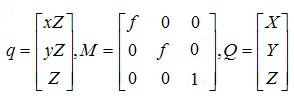 q = [xZ yZ Z], M = [f 0 0 0 f 0 0 0 1], Q = [X Y Z]